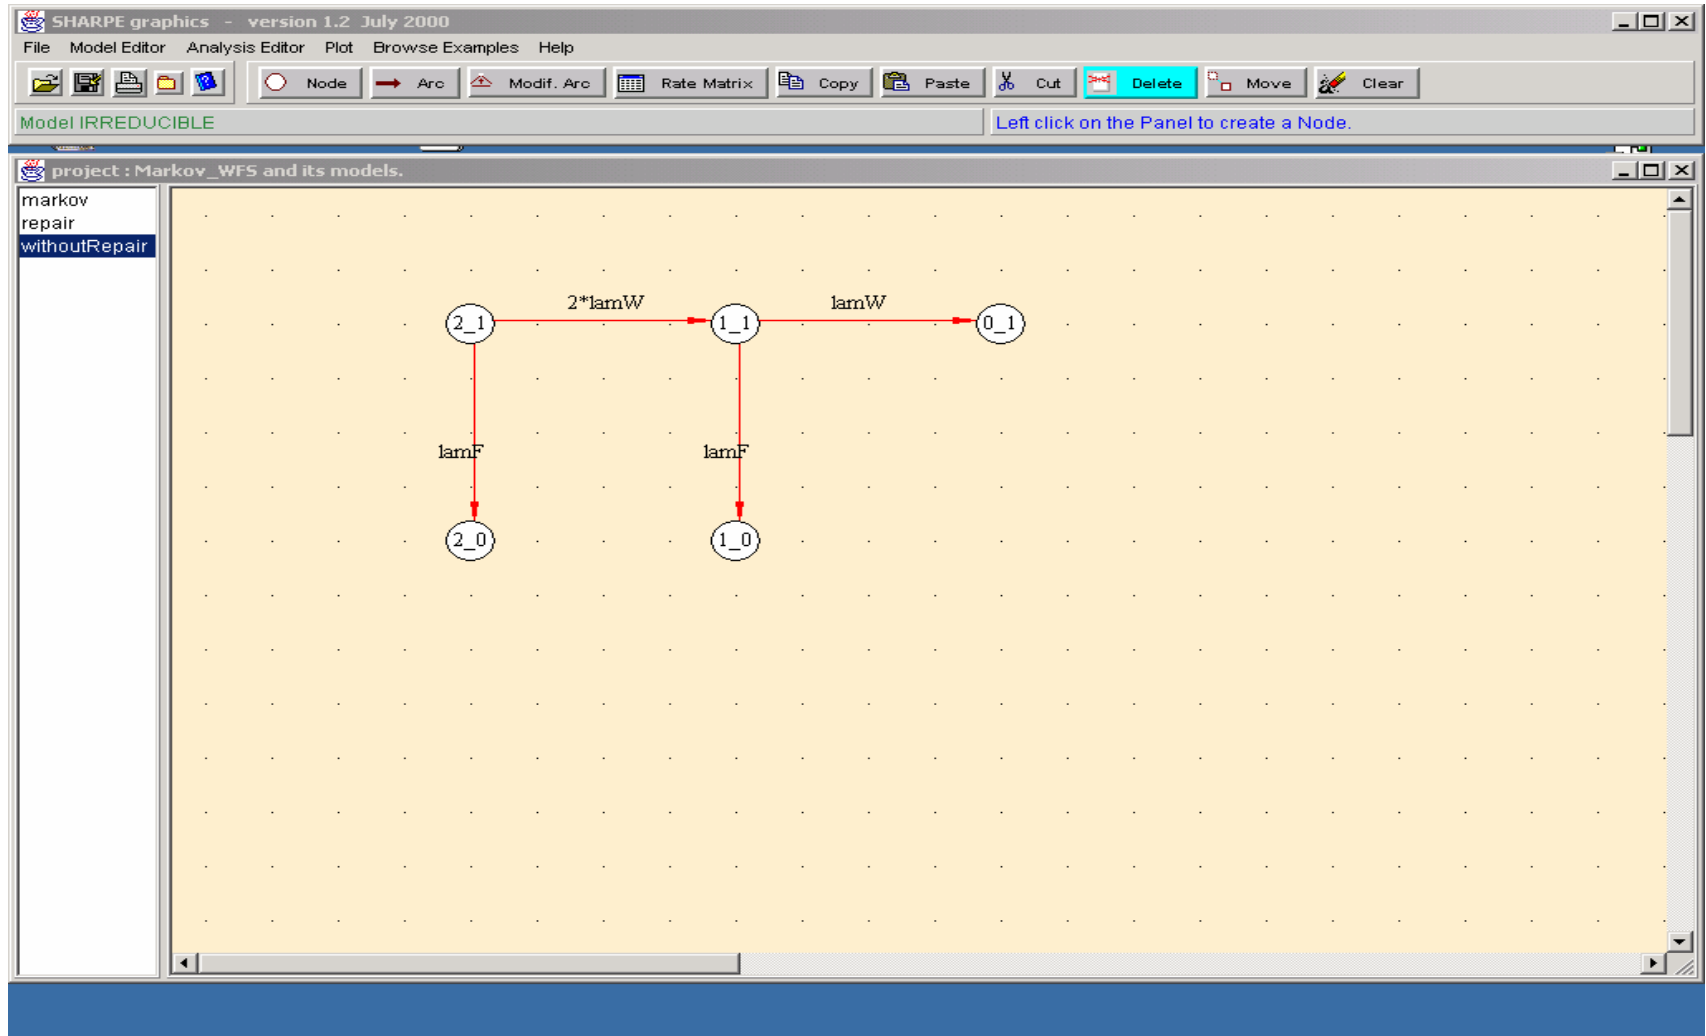 SHARPE graphics - version 1.2 July 2000
File Model Editor Analysis Editor Plot Browse Examples Help
Node Arc Modif. Arc Rate Matrix Copy Paste Cut Delete Move Clear
Model IRREDUCIBLE Left click on the Panel to create a Node.
project : Markov_WFS and its models.
markov
repair
withoutRepair
2*lamW lamW
2_1 1_1 0_1
lamF lamF
2_0 1_0